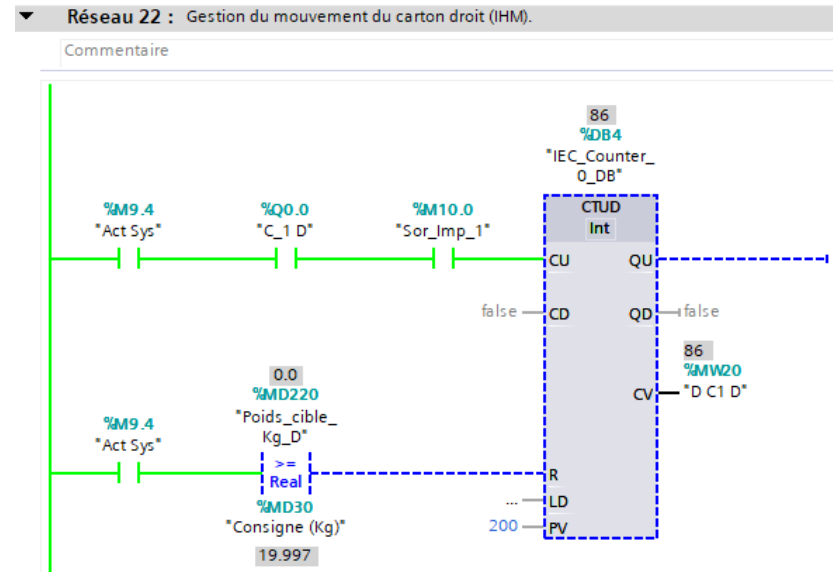 Réseau 22 : Gestion du mouvement du carton droit (IHM).
Commentaire
86
%DB4
"IEC_Counter_
0_DB"
%M9.4
"Act Sys"
%Q0.0
"C_1 D"
%M10.0
"Sor_Imp_1"
CTUD
Int
CU
QU
false
CD
QD
false
86
%MW20
CV
"D C1 D"
0.0
%MD220
"Poids_cible_
Kg_D"
%M9.4
"Act Sys"
>=
Real
R
%MD30
"Consigne (Kg)"
19.997
...
LD
200
PV